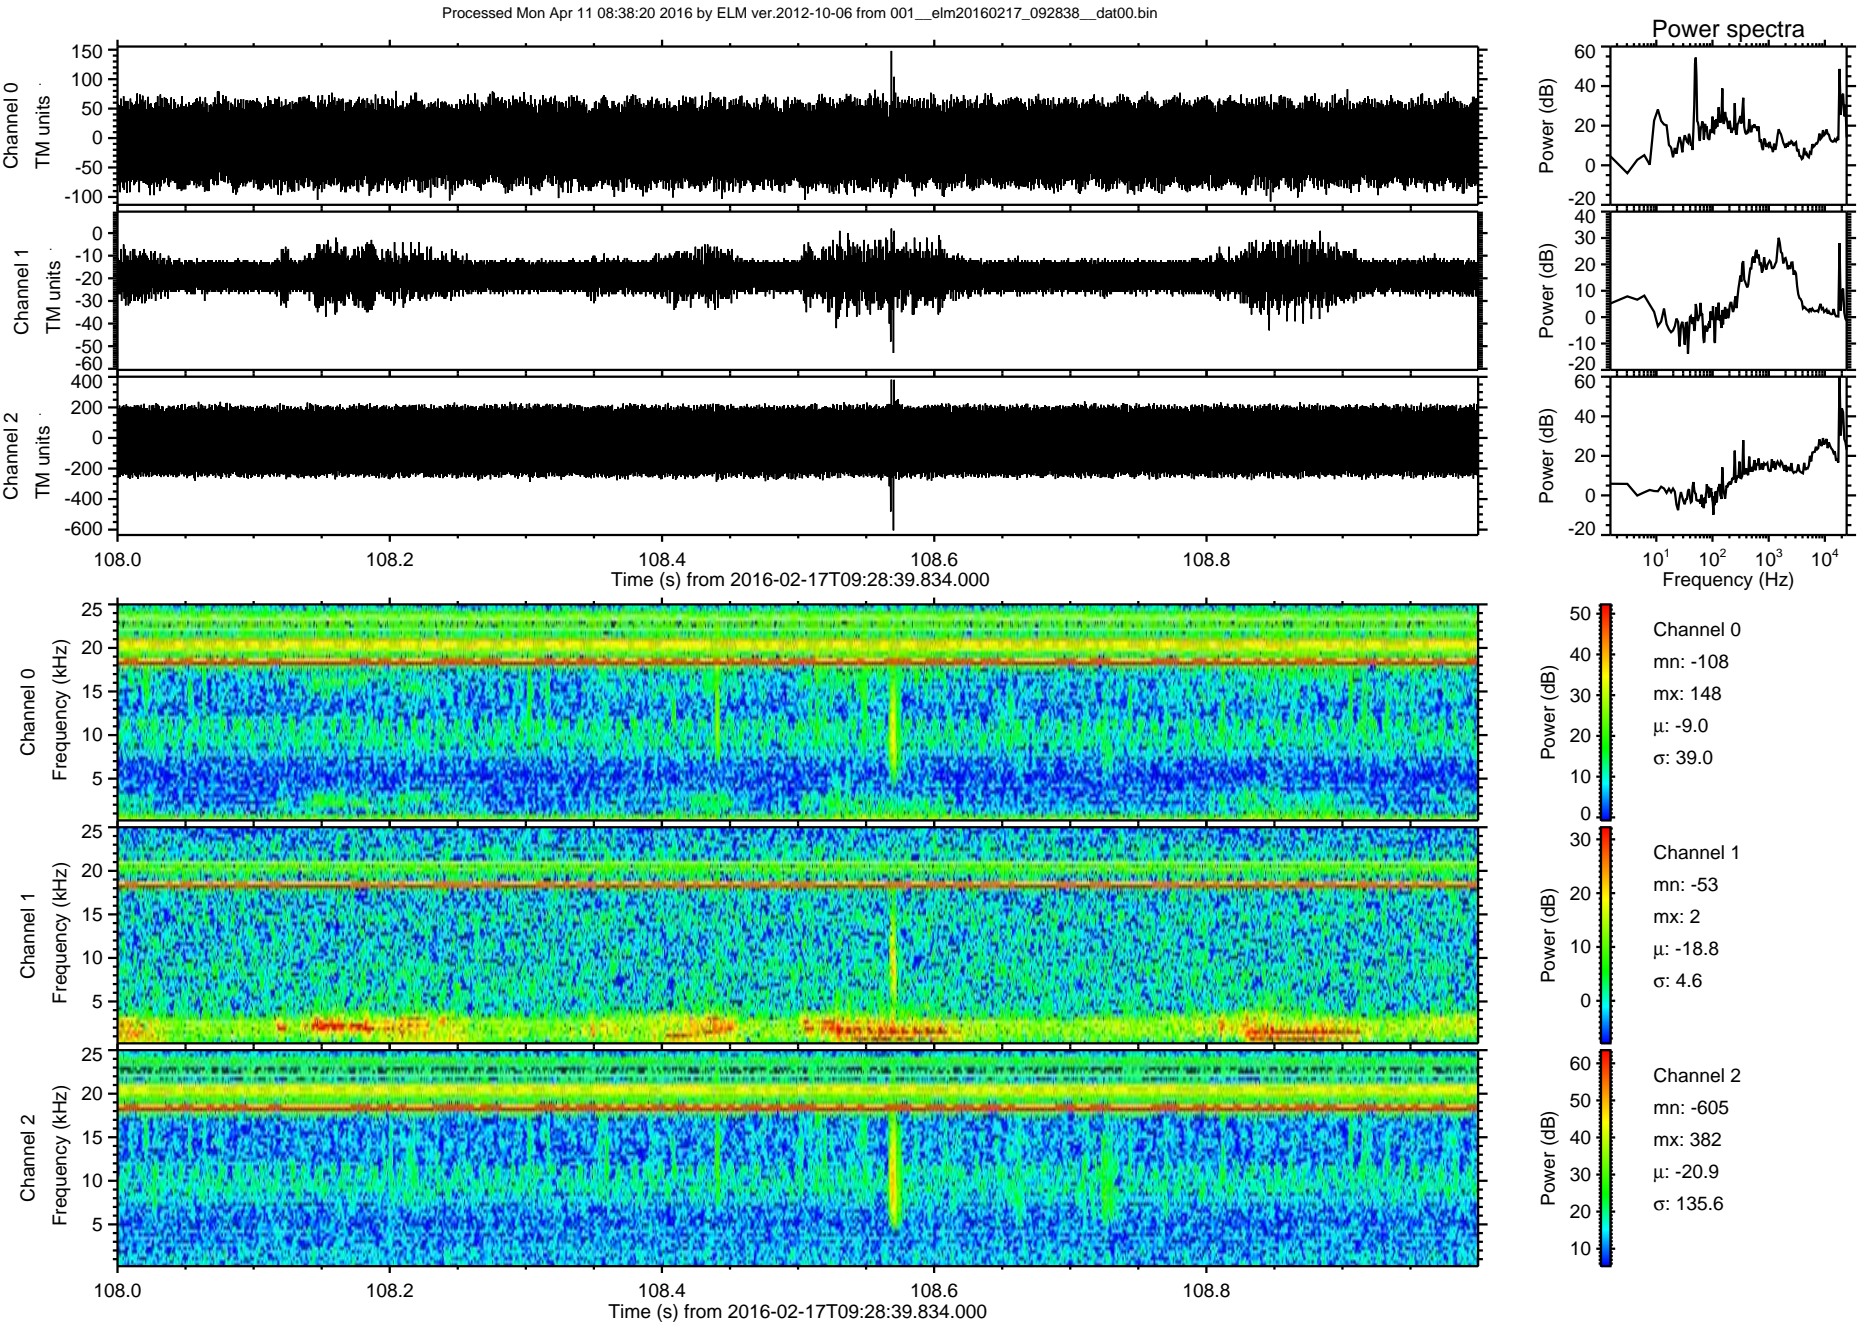 Processed Mon Apr 11 08:38:20 2016 by ELM ver.2012-10-06 from 001__elm20160217_092838__dat00.bin
Power spectra
Channel 0
TM units
150
100
50
0
-50
-100
Power (dB)
60
40
20
0
-20
Channel 1
TM units
0
-10
-20
-30
-40
-50
-60
Power (dB)
40
30
20
10
0
-10
-20
Channel 2
TM units
400
200
0
-200
-400
-600
Power (dB)
60
40
20
0
-20
108.0 108.2 108.4 108.6 108.8
Time (s) from 2016-02-17T09:28:39.834.000
10^1 10^2 10^3 10^4
Frequency (Hz)
Channel 0
Frequency (kHz)
25
20
15
10
5
Power (dB)
50
40
30
20
10
0
Channel 0
mn: -108
mx: 148
μ: -9.0
σ: 39.0
Channel 1
Frequency (kHz)
25
20
15
10
5
Power (dB)
30
20
10
0
Channel 1
mn: -53
mx: 2
μ: -18.8
σ: 4.6
Channel 2
Frequency (kHz)
25
20
15
10
5
Power (dB)
60
50
40
30
20
10
Channel 2
mn: -605
mx: 382
μ: -20.9
σ: 135.6
108.0 108.2 108.4 108.6 108.8
Time (s) from 2016-02-17T09:28:39.834.000